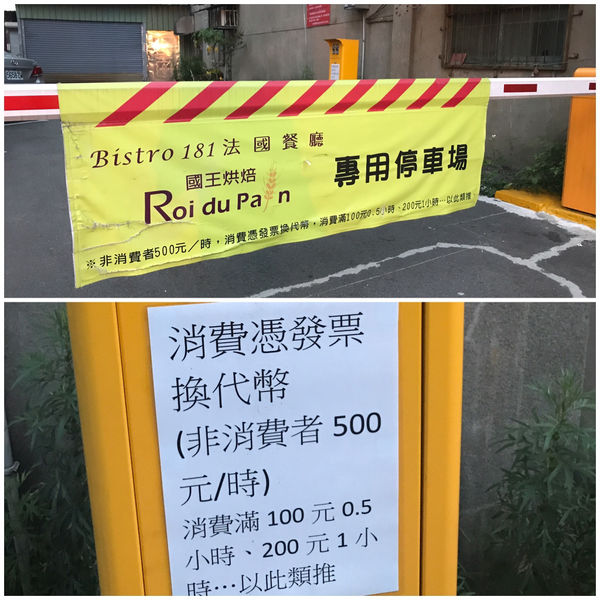 Bistro 181 法國餐廳
國王烘焙
Roi du Pain
專用停車場
※非消費者500元／時，消費憑發票換代幣，消費滿100元0.5小時、200元1小時…以此類推
消費憑發票
換代幣
(非消費者 500
元/時)
消費滿 100 元 0.5
小時、200 元 1 小
時…以此類推